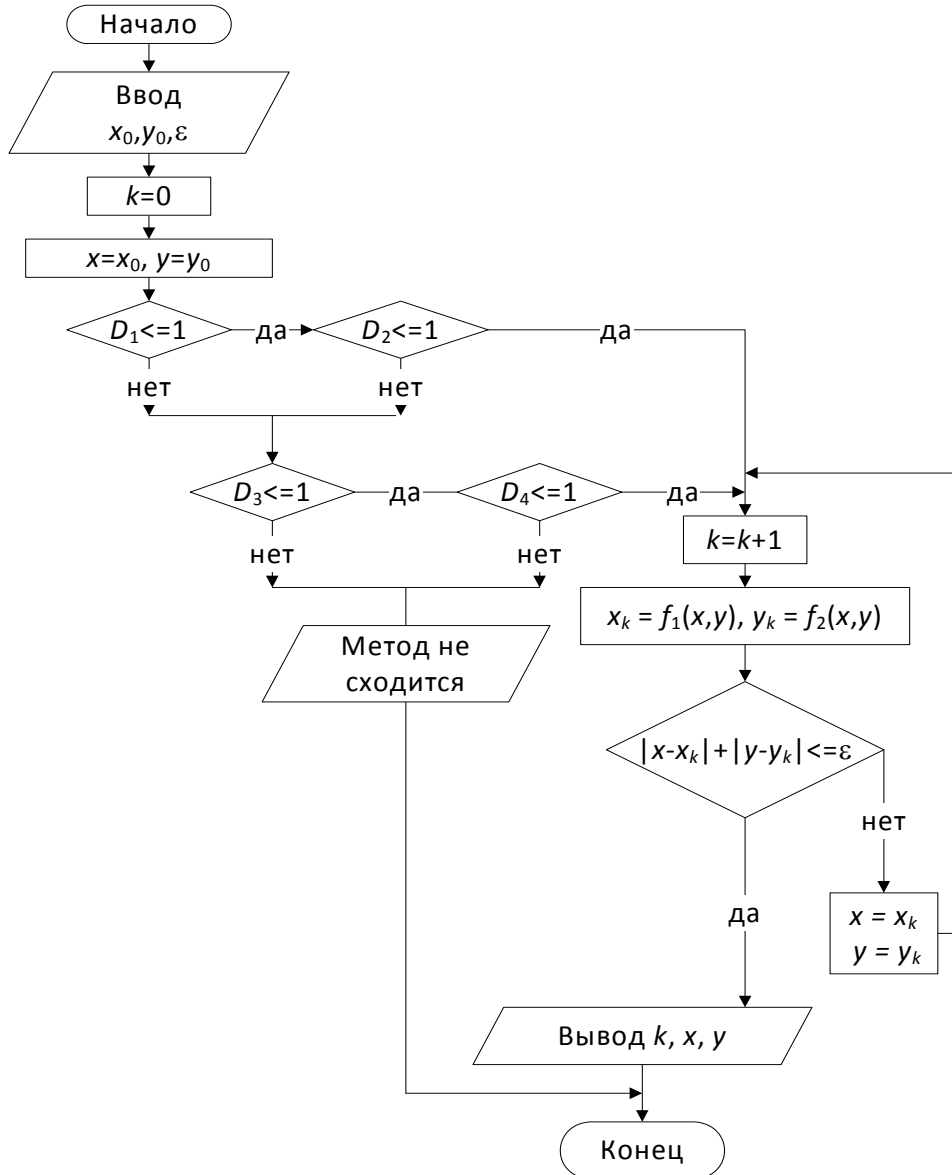 Начало
Ввод
x₀,y₀,ε
k=0
x=x₀, y=y₀
D₁<=1
да
D₂<=1
да
нет
нет
D₃<=1
да
D₄<=1
да
нет
нет
k=k+1
xₖ = f₁(x,y), yₖ = f₂(x,y)
Метод не
сходится
|x-xₖ|+|y-yₖ|<=ε
нет
да
x = xₖ
y = yₖ
Вывод k, x, y
Конец